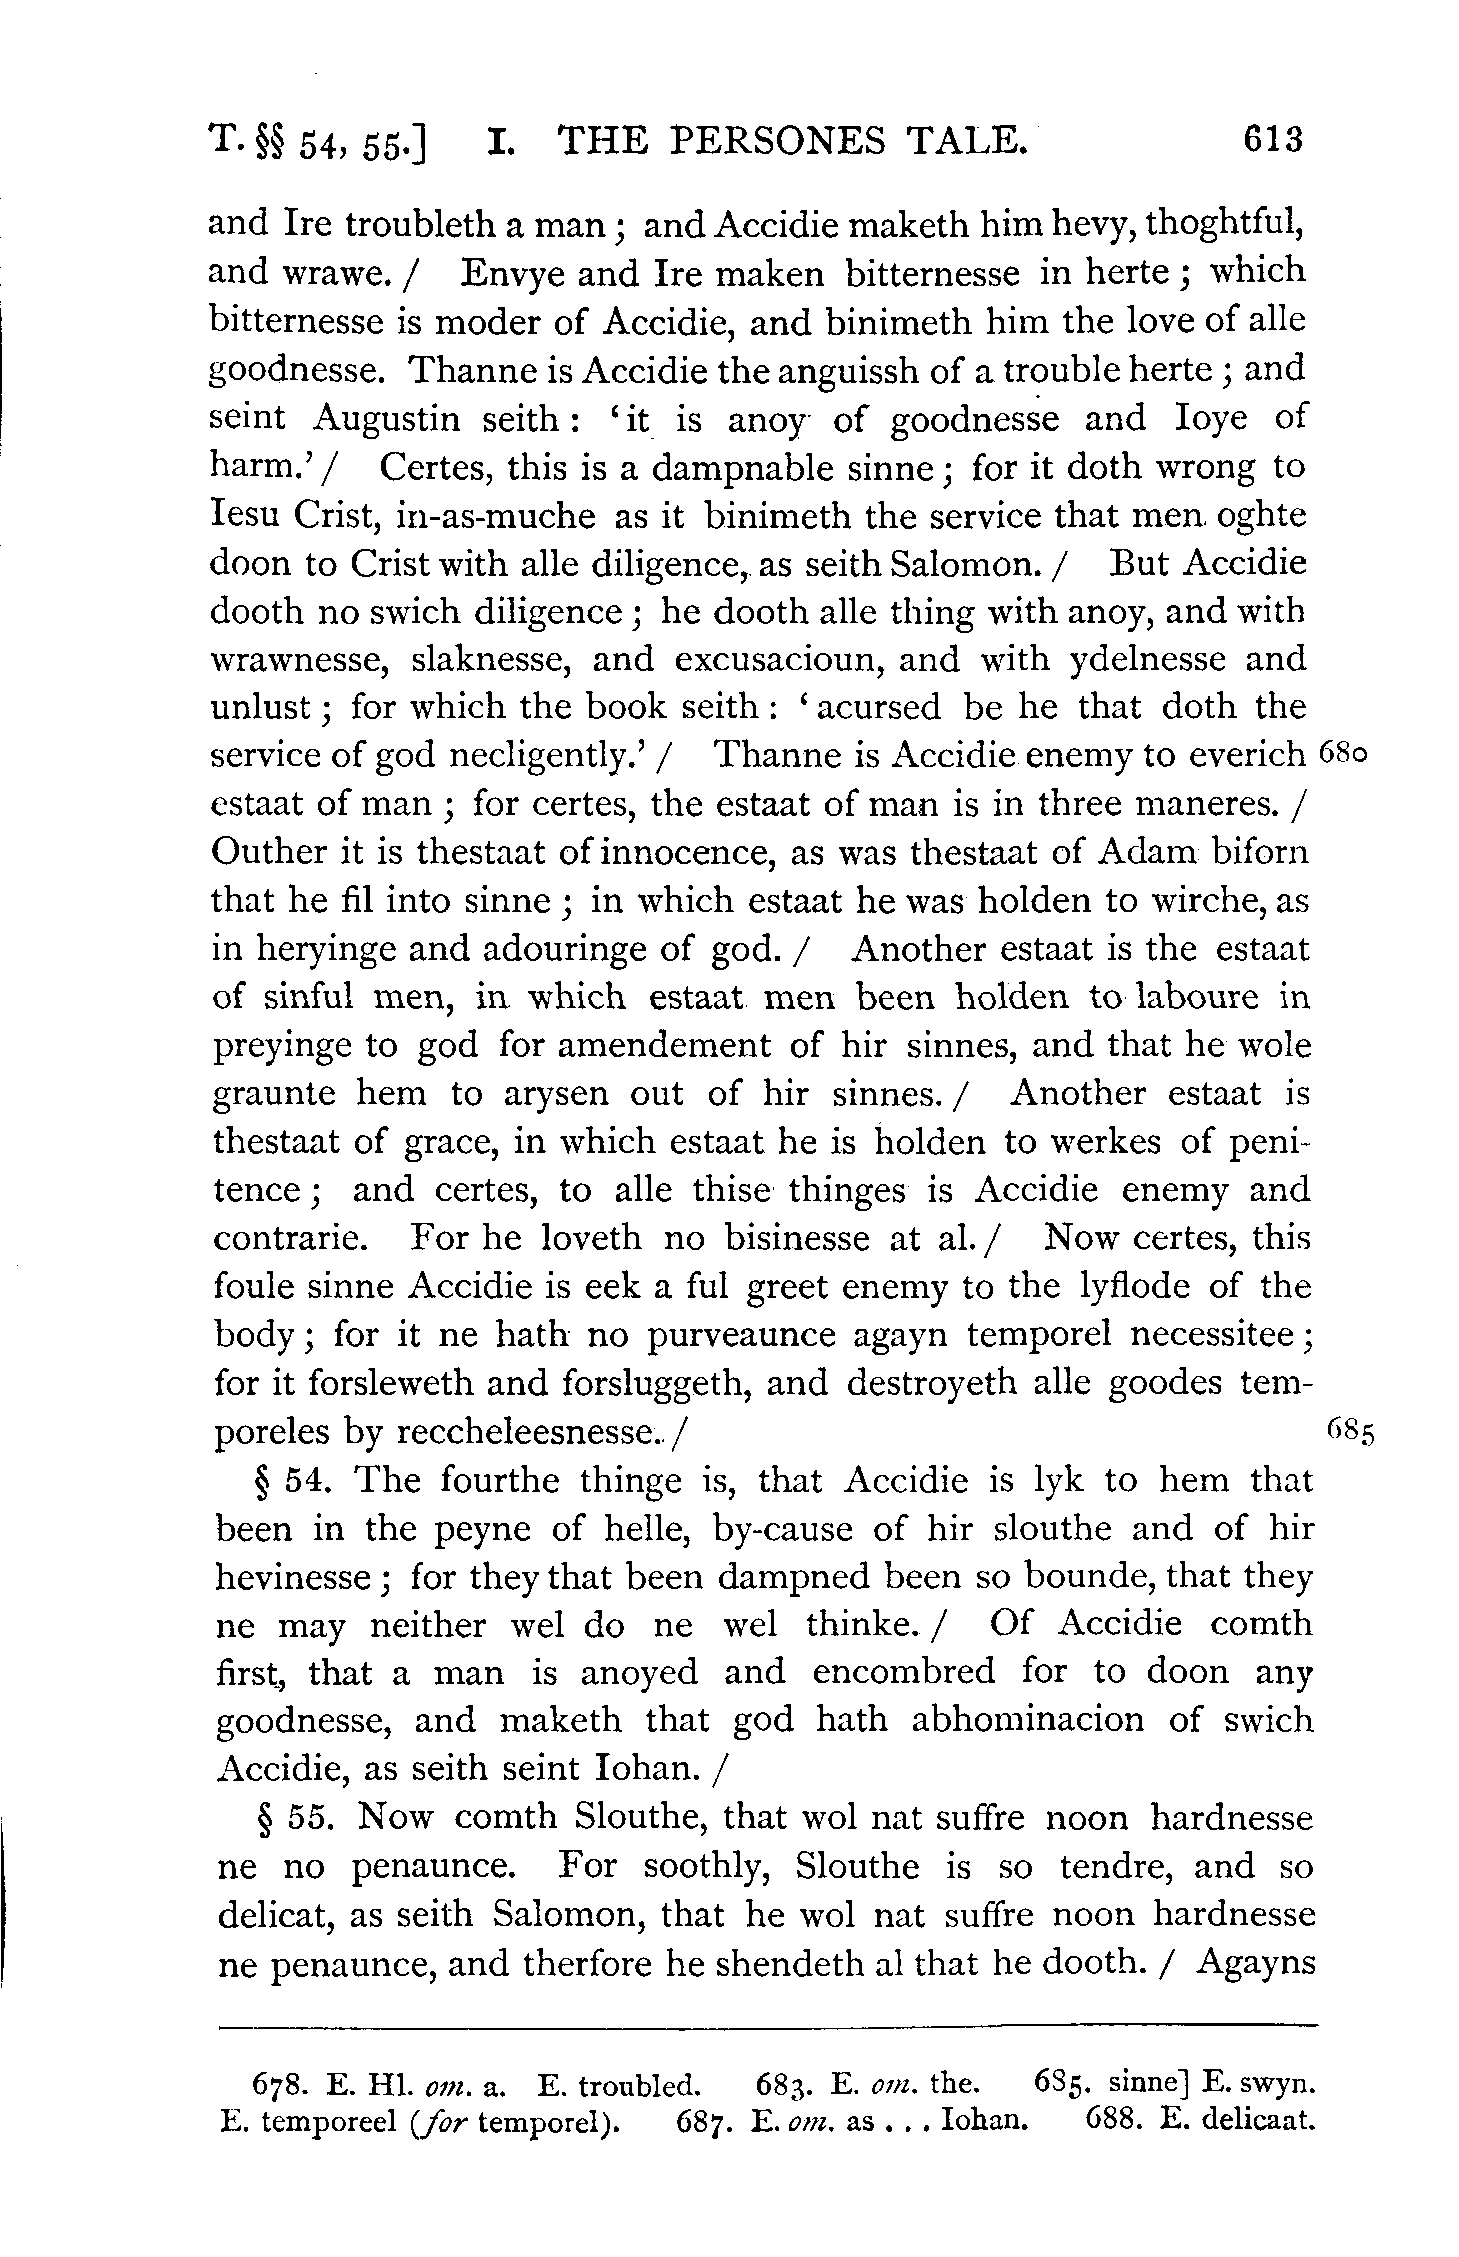 T. §§ 54, 55.] I. THE PERSONES TALE. 613
and Ire troubleth a man; and Accidie maketh him hevy, thoghtful,
and wrawe. / Envye and Ire maken bitternesse in herte; which
bitternesse is moder of Accidie, and binimeth him the love of alle
goodnesse. Thanne is Accidie the anguissh of a trouble herte; and
seint Augustin seith: ‘it is anoy of goodnesse and Ioye of
harm.’ / Certes, this is a dampnable sinne; for it doth wrong to
Iesu Crist, in-as-muche as it binimeth the service that men oghte
doon to Crist with alle diligence, as seith Salomon. / But Accidie
dooth no swich diligence; he dooth alle thing with anoy, and with
wrawnesse, slaknesse, and excusacioun, and with ydelnesse and
unlust; for which the book seith: ‘acursed be he that doth the
service of god necligently.’ / Thanne is Accidie enemy to everich 680
estaat of man; for certes, the estaat of man is in three maneres. /
Outher it is thestaat of innocence, as was thestaat of Adam biforn
that he fil into sinne; in which estaat he was holden to wirche, as
in heryinge and adouringe of god. / Another estaat is the estaat
of sinful men, in which estaat men been holden to laboure in
preyinge to god for amendement of hir sinnes, and that he wole
graunte hem to arysen out of hir sinnes. / Another estaat is
thestaat of grace, in which estaat he is holden to werkes of peni-
tence; and certes, to alle thise thinges is Accidie enemy and
contrarie. For he loveth no bisinesse at al. / Now certes, this
foule sinne Accidie is eek a ful greet enemy to the lyflode of the
body; for it ne hath no purveaunce agayn temporel necessitee;
for it forsleweth and forsluggeth, and destroyeth alle goodes tem-
poreles by reccheleesnesse. / 685
§ 54. The fourthe thinge is, that Accidie is lyk to hem that
been in the peyne of helle, by-cause of hir slouthe and of hir
hevinesse; for they that been dampned been so bounde, that they
ne may neither wel do ne wel thinke. / Of Accidie comth
first, that a man is anoyed and encombred for to doon any
goodnesse, and maketh that god hath abhominacion of swich
Accidie, as seith seint Iohan. /
§ 55. Now comth Slouthe, that wol nat suffre noon hardnesse
ne no penaunce. For soothly, Slouthe is so tendre, and so
delicat, as seith Salomon, that he wol nat suffre noon hardnesse
ne penaunce, and therfore he shendeth al that he dooth. / Agayns
678. E. Hl. om. a. E. troubled. 683. E. om. the. 685. sinne] E. swyn.
E. temporeel (for temporel). 687. E. om. as . . . Iohan. 688. E. delicaat.